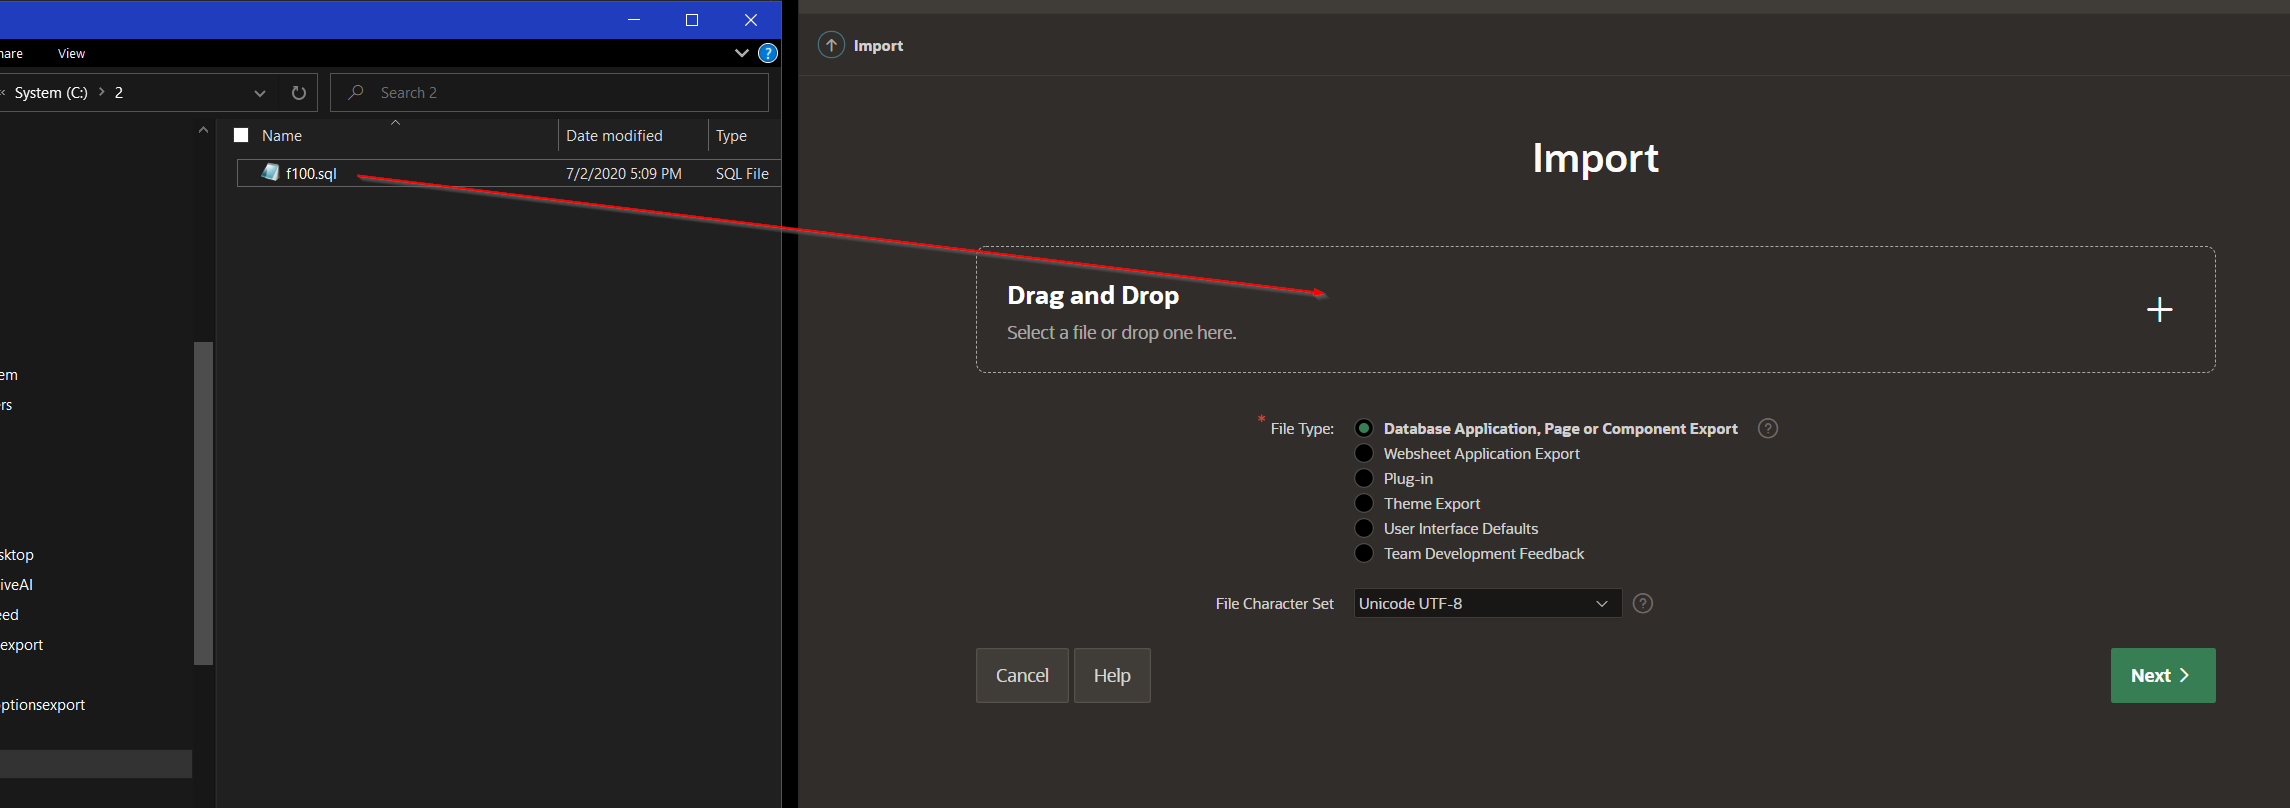 hare
View
?
System (C:)
2
Search 2
Name
Date modified
Type
f100.sql
7/2/2020 5:09 PM
SQL File
em
rs
sktop
iveAI
eed
export
ptionsexport
Import
Import
Drag and Drop
Select a file or drop one here.
* File Type:
Database Application, Page or Component Export ?
Websheet Application Export
Plug-in
Theme Export
User Interface Defaults
Team Development Feedback
File Character Set Unicode UTF-8 ?
Cancel
Help
Next